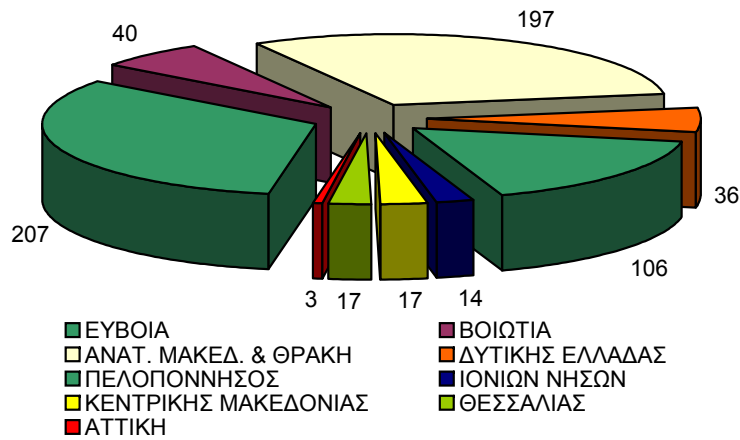 197
40
36
207
106
3 17 17 14
ΕΥΒΟΙΑ ΒΟΙΩΤΙΑ
ΑΝΑΤ. ΜΑΚΕΔ. & ΘΡΑΚΗ ΔΥΤΙΚΗΣ ΕΛΛΑΔΑΣ
ΠΕΛΟΠΟΝΝΗΣΟΣ ΙΟΝΙΩΝ ΝΗΣΩΝ
ΚΕΝΤΡΙΚΗΣ ΜΑΚΕΔΟΝΙΑΣ ΘΕΣΣΑΛΙΑΣ
ΑΤΤΙΚΗ